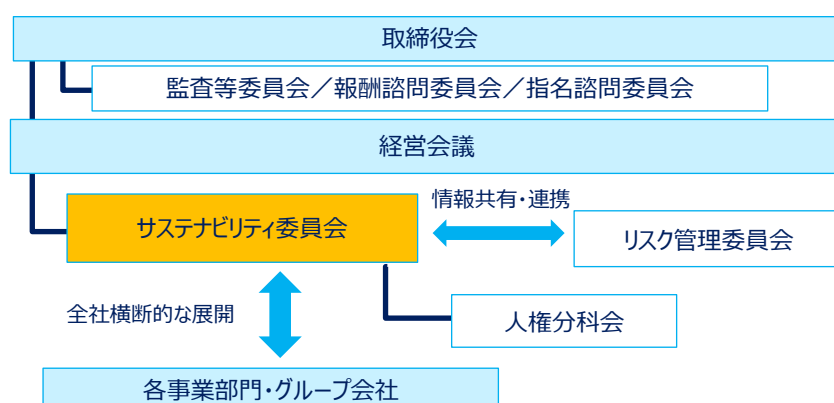 取締役会
監査等委員会／報酬諮問委員会／指名諮問委員会
経営会議
情報共有・連携
サステナビリティ委員会
リスク管理委員会
全社横断的な展開
人権分科会
各事業部門・グループ会社